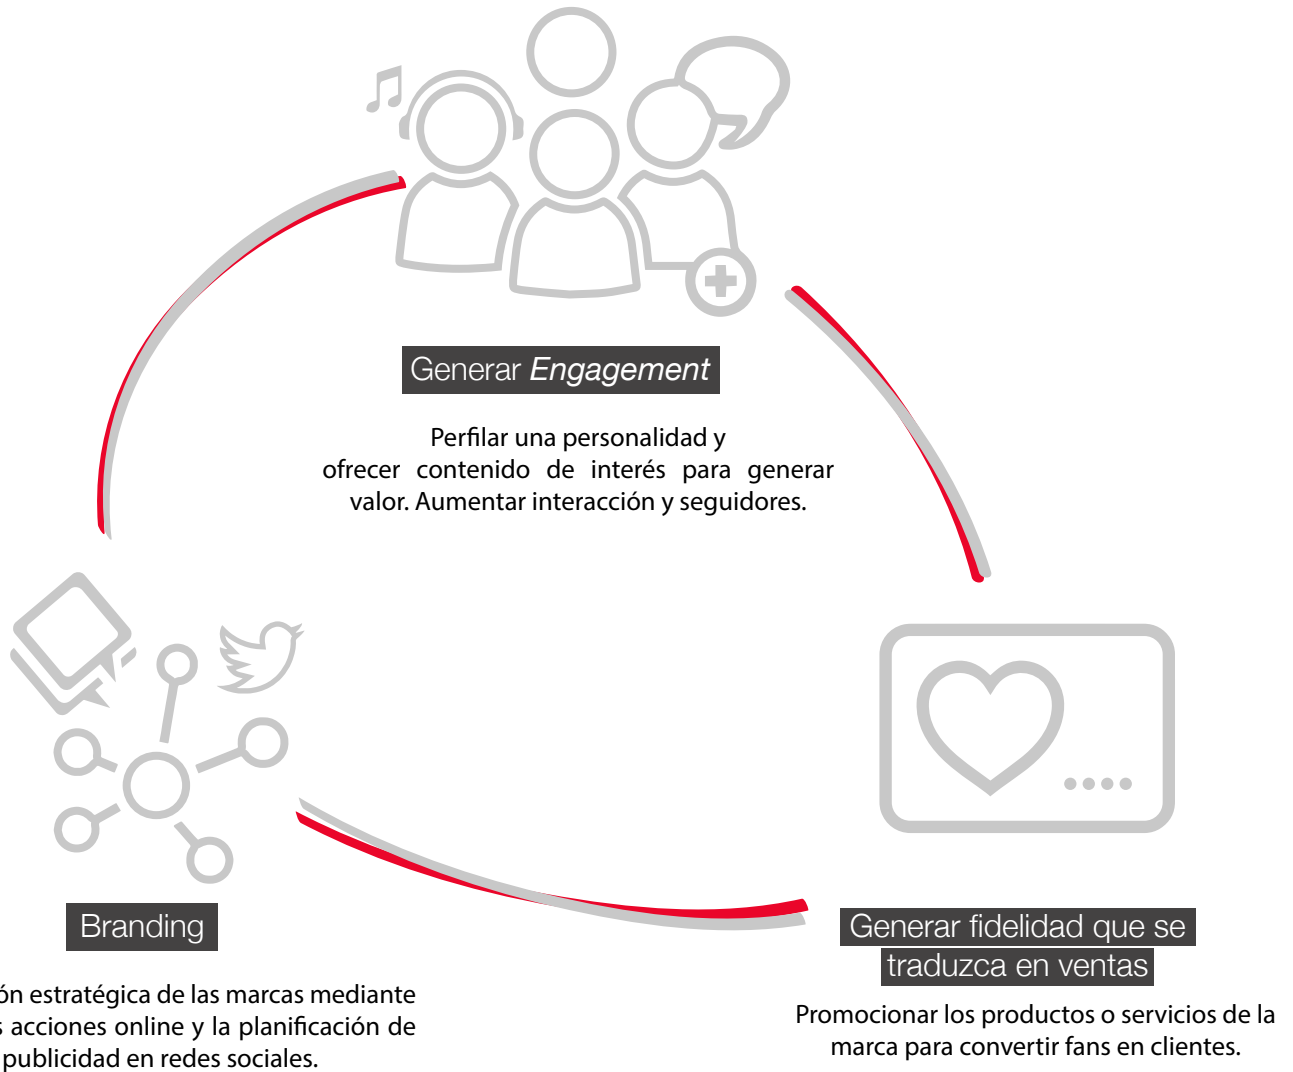 Generar Engagement
Perfilar una personalidad y
ofrecer contenido de interés para generar
valor. Aumentar interacción y seguidores.
Branding
estratégica de las marcas mediante
acciones online y la planificación de
publicidad en redes sociales.
Generar fidelidad que se
traduzca en ventas
Promocionar los productos o servicios de la
marca para convertir fans en clientes.